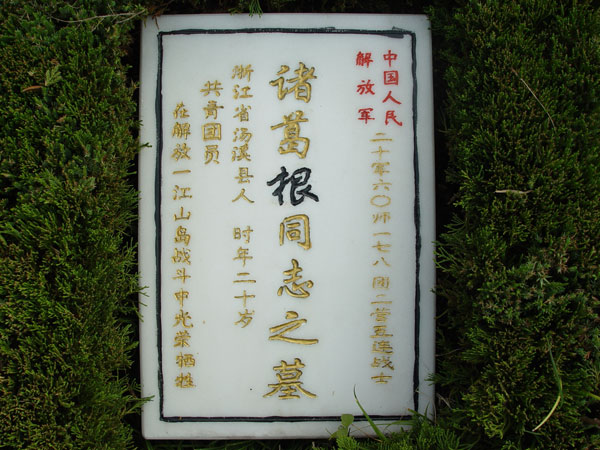 中国人民
解放军
二十军六〇师一七八团二营五连战士
诸葛根同志之墓
浙江省汤溪县人 时年二十岁
共青团员
在解放一江山岛战斗中光荣牺牲